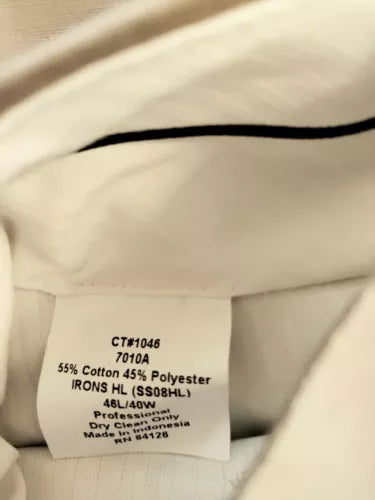 CT#1046
7010A
55% Cotton 45% Polyester
IRONS HL (SS08HL)
46L/40W
Professional
Dry Clean Only
Made in Indonesia
RN 84126